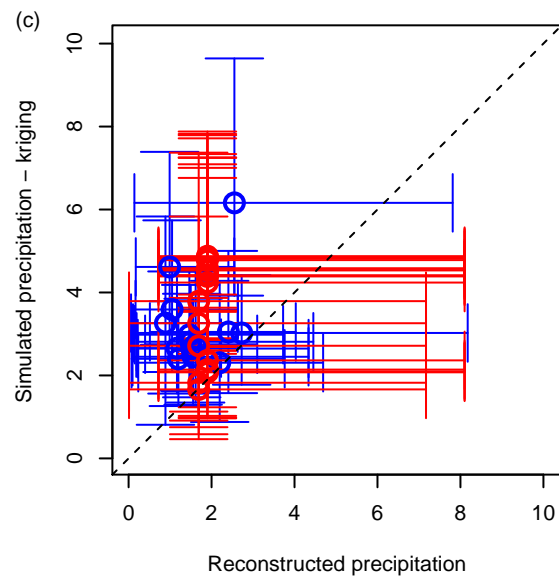 (c)
10
8
6
4
2
0
Simulated precipitation − kriging
0 2 4 6 8 10
Reconstructed precipitation